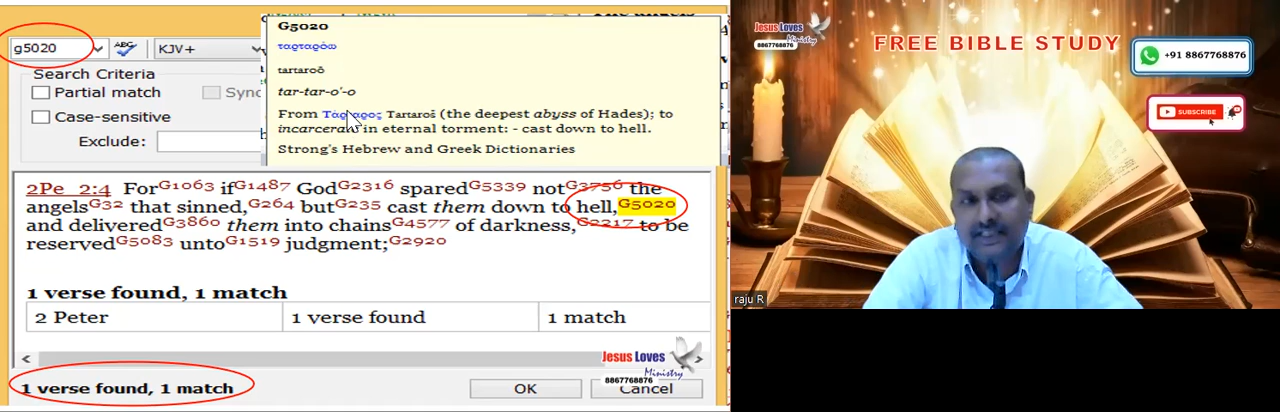 g5020
ABC
KJV+
Search Criteria
Partial match
Sync
Case-sensitive
Exclude:
G5020
ταρταρόω
tartaroō
tar-tar-o'-o
From Τάρταρος Tartaros̄ (the deepest abyss of Hades); to
incarcerate in eternal torment: - cast down to hell.
Strong's Hebrew and Greek Dictionaries
2Pe_2:4 ForG1063 ifG1487 GodG2316 sparedG5339 notG3756 the
angelsG32 that sinned,G264 butG235 cast them down to hell,G5020
and deliveredG3860 them into chainsG4577 of darkness,G2217 to be
reservedG5083 untoG1519 judgment;G2920
1 verse found, 1 match
2 Peter 1 verse found 1 match
Jesus Loves
Ministry
8867768876
1 verse found, 1 match
OK
Cancel
Jesus Loves
Ministry
8867768876
FREE BIBLE STUDY
+91 8867768876
SUBSCRIBE
raju R